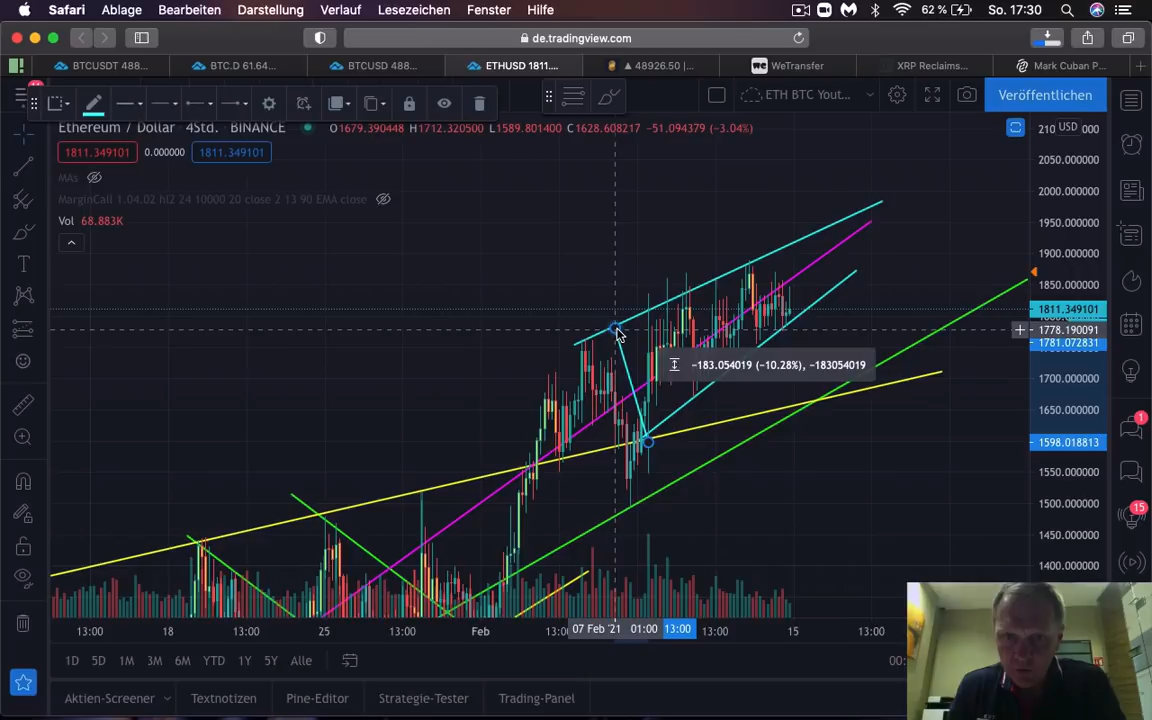 Safari Ablage Bearbeiten Darstellung Verlauf Lesezeichen Fenster Hilfe 62 % So. 17:30
de.tradingview.com
BTCUSDT 488... BTC.D 61.64... BTCUSD 488... ETHUSD 1811.... ▲ 48926.50 |... WeTransfer XRP Reclaims... Mark Cuban P...
ETH BTC Yout... Veröffentlichen
Ethereum / Dollar 4Std. BINANCE O1679.390448 H1712.320500 L1589.801400 C1628.608217 −51.094379 (−3.04%)
1811.349101 0.000000 1811.349101
MAs
MarginCall 1.04.02 hl2 24 10000 20 close 2 13 90 EMA close
Vol 68.883K
210 USD 000
2050.000000
2000.000000
1950.000000
1900.000000
1850.000000
1811.349101
1778.190091
1781.072831
−183.054019 (−10.28%), −183054019
1700.000000
1650.000000
1598.018813
1550.000000
1500.000000
1450.000000
1400.000000
1
15
13:00 18 13:00 25 13:00 Feb 13:00 07 Feb '21 01:00 13:00 13:00 15 13:00
1D 5D 1M 3M 6M YTD 1Y 5Y Alle 00:
Aktien-Screener Textnotizen Pine-Editor Strategie-Tester Trading-Panel